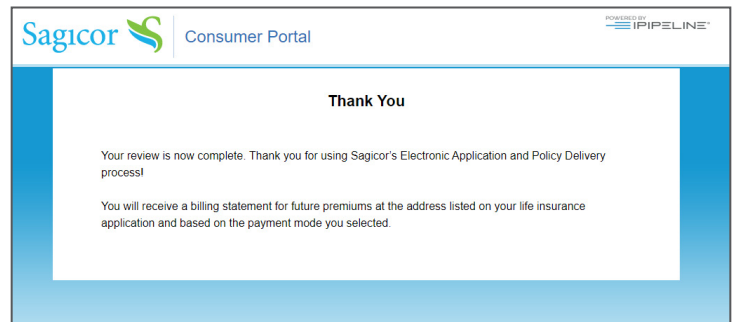 Sagicor
Consumer Portal
POWERED BY
IPIPELINE
Thank You
Your review is now complete. Thank you for using Sagicor's Electronic Application and Policy Delivery
process!
You will receive a billing statement for future premiums at the address listed on your life insurance
application and based on the payment mode you selected.